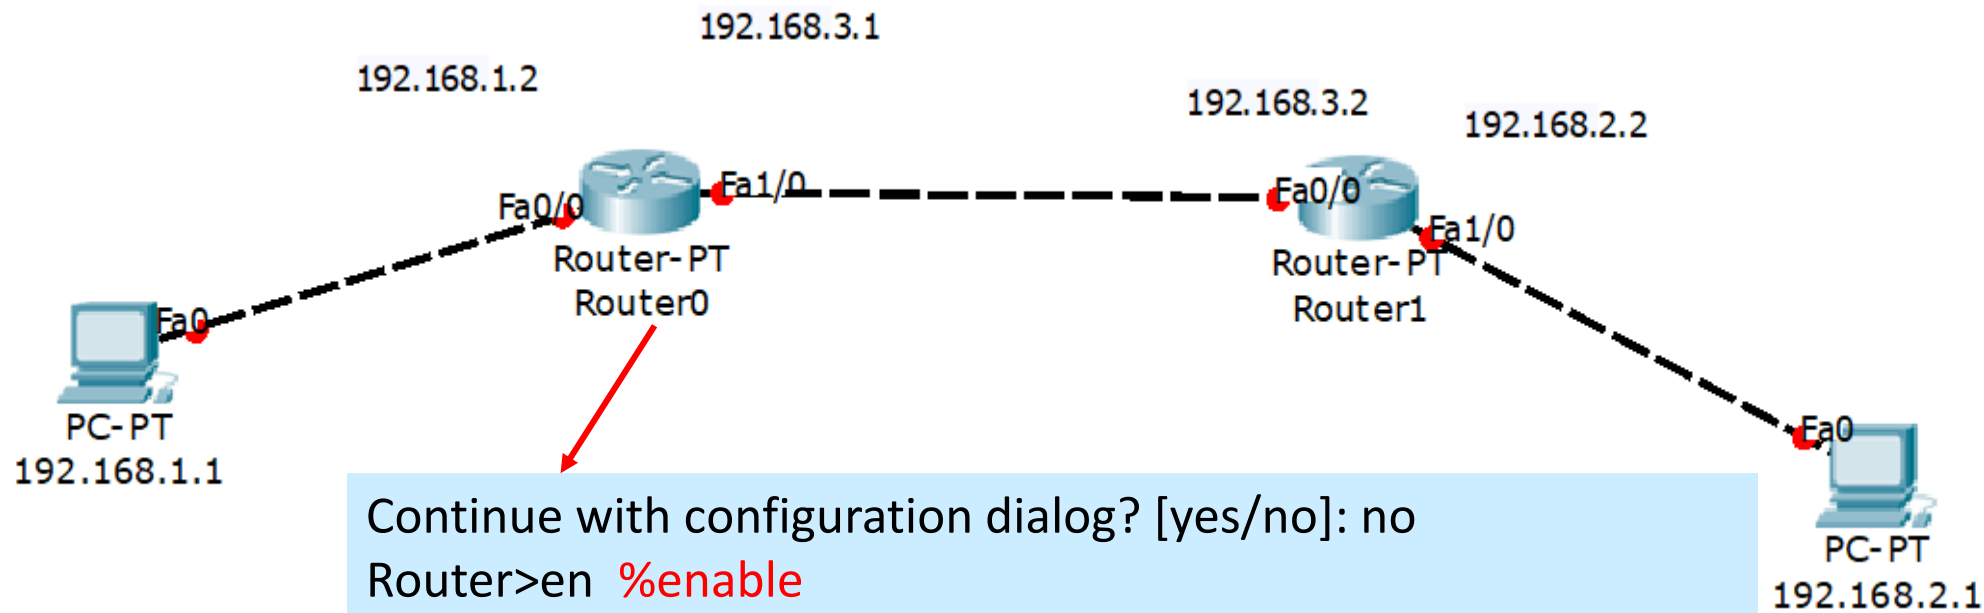 192.168.3.1
192.168.1.2
192.168.3.2
192.168.2.2
Fa0/0
Fa1/0
Fa0/0
Fa1/0
Router-PT
Router0
Router-PT
Router1
Fa0
PC-PT
192.168.1.1
Fa0
PC-PT
192.168.2.1
Continue with configuration dialog? [yes/no]: no
Router>en %enable